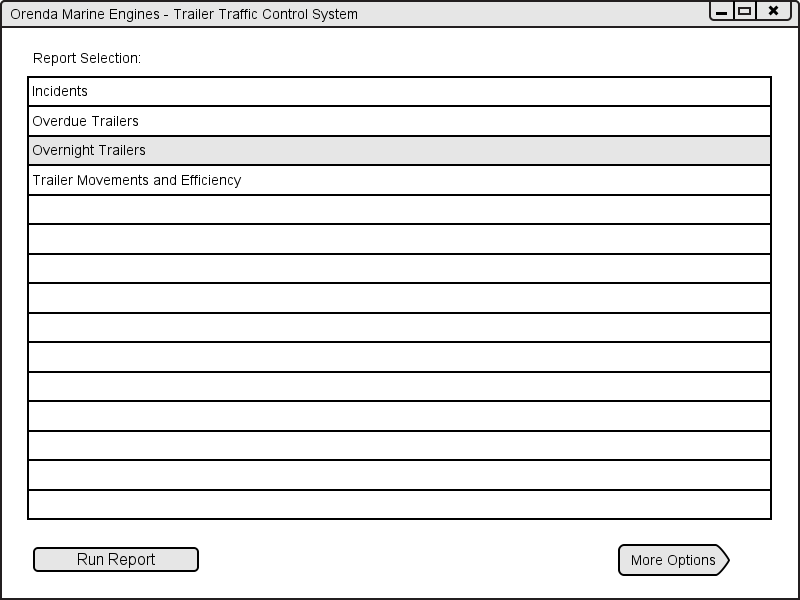 Orenda Marine Engines - Trailer Traffic Control System
Report Selection:
Incidents
Overdue Trailers
Overnight Trailers
Trailer Movements and Efficiency
Run Report
More Options